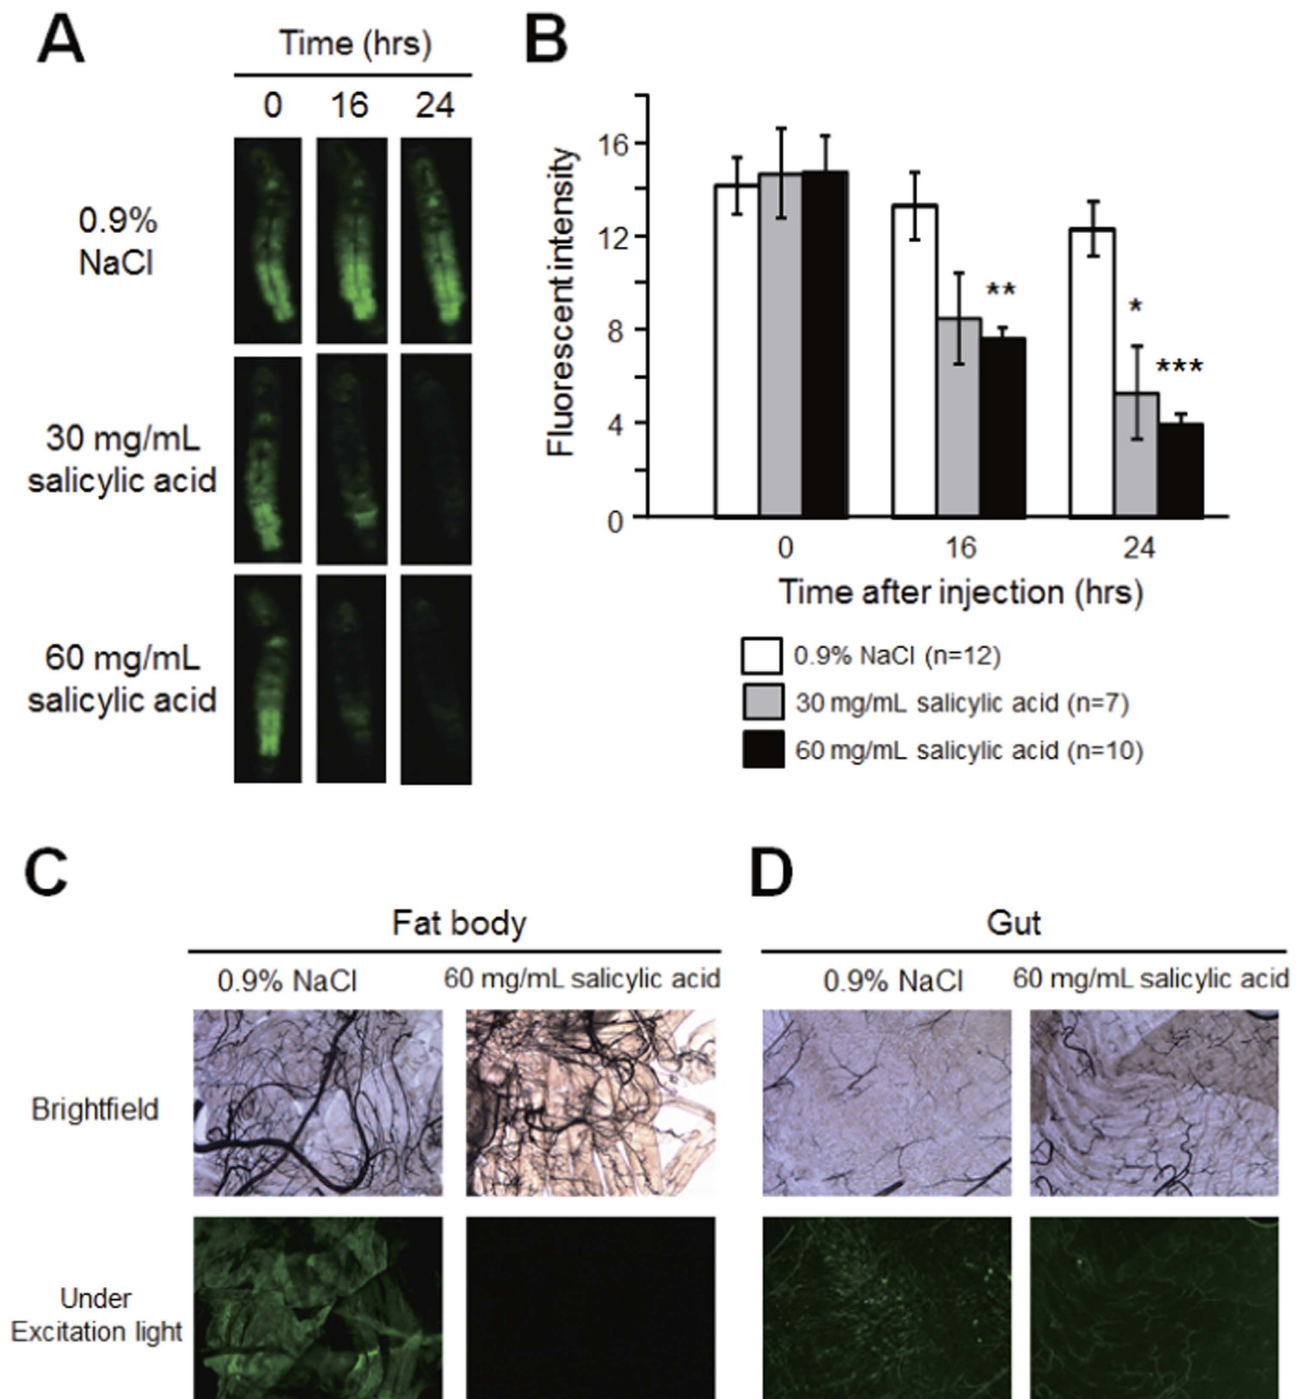 A
Time (hrs)
0 16 24
0.9%
NaCl
30 mg/mL
salicylic acid
60 mg/mL
salicylic acid
B
Fluorescent intensity
16
12
8
4
0
**
*
***
0 16 24
Time after injection (hrs)
0.9% NaCl (n=12)
30 mg/mL salicylic acid (n=7)
60 mg/mL salicylic acid (n=10)
C
Fat body
0.9% NaCl 60 mg/mL salicylic acid
Brightfield
Under
Excitation light
D
Gut
0.9% NaCl 60 mg/mL salicylic acid